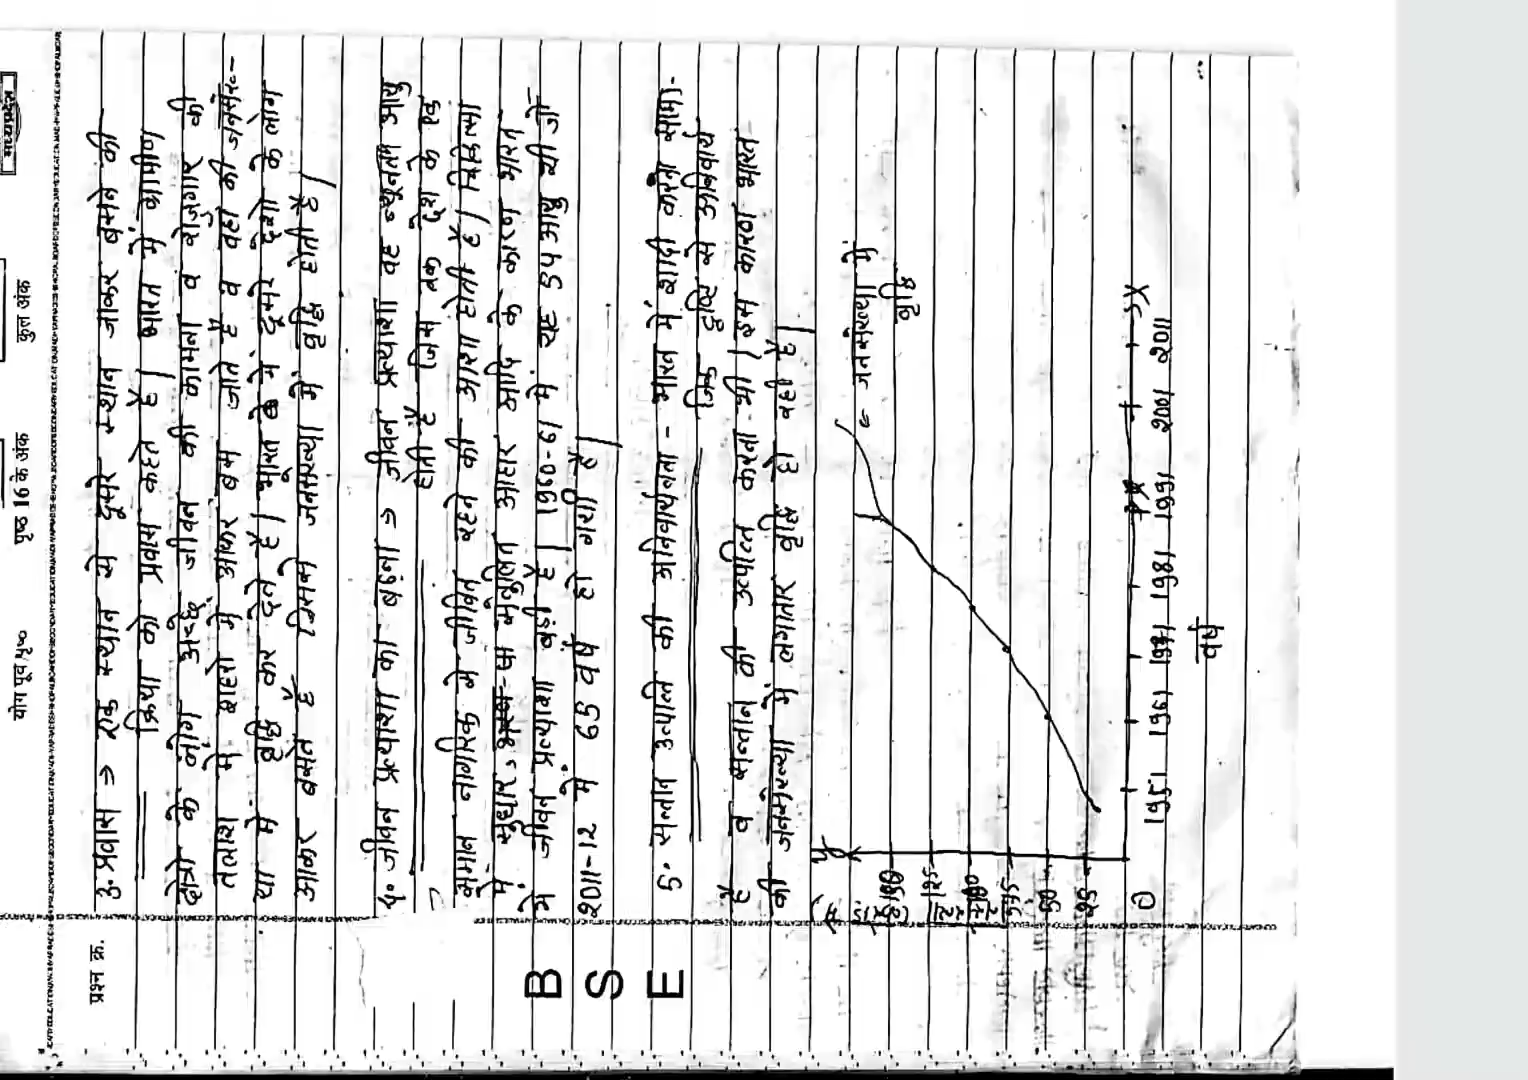 मध्यप्रदेश
योग पूर्व पृष्ठ
पृष्ठ 16 के अंक
कुल अंक
प्रश्न क्र.
3. प्रवास ⇒ एक स्थान से दूसरे स्थान जाकर बसने की
क्रिया को प्रवास कहते हैं। भारत में ग्रामीण
क्षेत्रो के लोग अच्छे जीवन की कामना व रोजगार की
तलाश में शहरो में आकर बस जाते हैं व वहा की जनसंख्-
या में वृद्धि कर देते हैं। भारत में दूसरे देशो के लोग
आकर बसते है जिससे जनसंख्या में वृद्धि होती है।
4. जीवन प्रत्याशा का बढ़ना ⇒ जीवन प्रत्याशा वह न्यूनतम आयु
होती है जिस तक देश के एक
समान नागरिक के जीवित रहने की आशा होती है। चिकित्सा
में सुधार, संतुलित आहार आदि के कारण भारत
में जीवन प्रत्याशा बढ़ी है। 1960-61 में यह 54 आयु थी जो
2011-12 में 65 वर्ष हो गयी है।
5. सन्तान उत्पत्ति की अनिवार्यता - भारत में शादी करना सामा-
जिक दृष्टि से अनिवार्य
है व सन्तान की उत्पत्ति करना भी। इस कारण भारत
की जनसंख्या में लगातार वृद्धि हो रही है।
y
जनसंख्या में
वृद्धि
150
125
100
75
50
25
0
X
1951 1961 1971 1981 1991 2001 2011
वर्ष
B
S
E